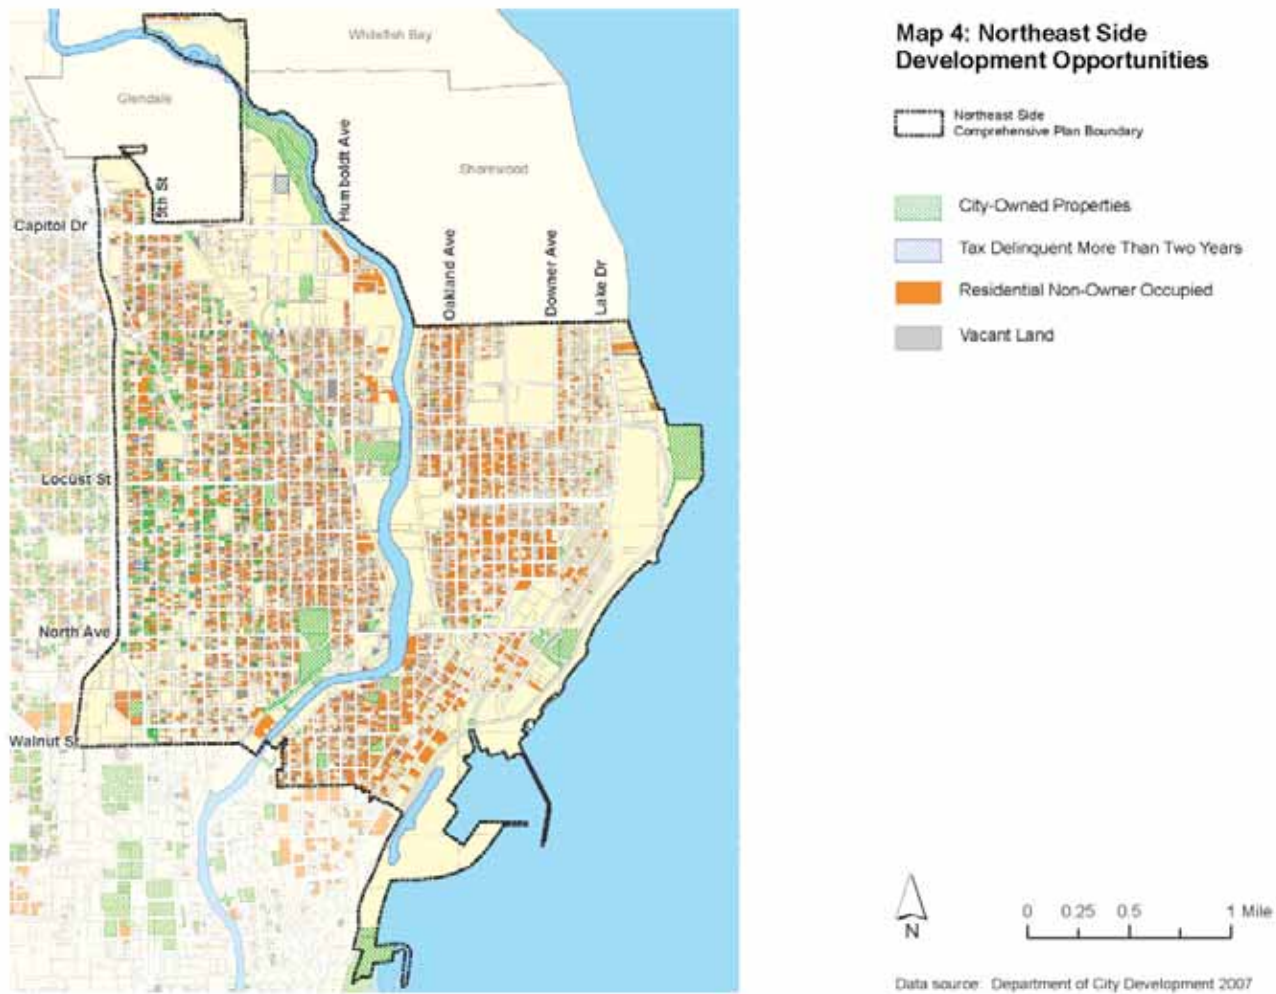 Map 4: Northeast Side
Development Opportunities
Northeast Side
Comprehensive Plan Boundary
City-Owned Properties
Tax Delinquent More Than Two Years
Residential Non-Owner Occupied
Vacant Land
Whitefish Bay
Glendale
Shorewood
Humboldt Ave
5th St
Capitol Dr
Oakland Ave
Downer Ave
Lake Dr
Locust St
North Ave
Walnut St
N
0 0.25 0.5 1 Mile
Data source: Department of City Development 2007